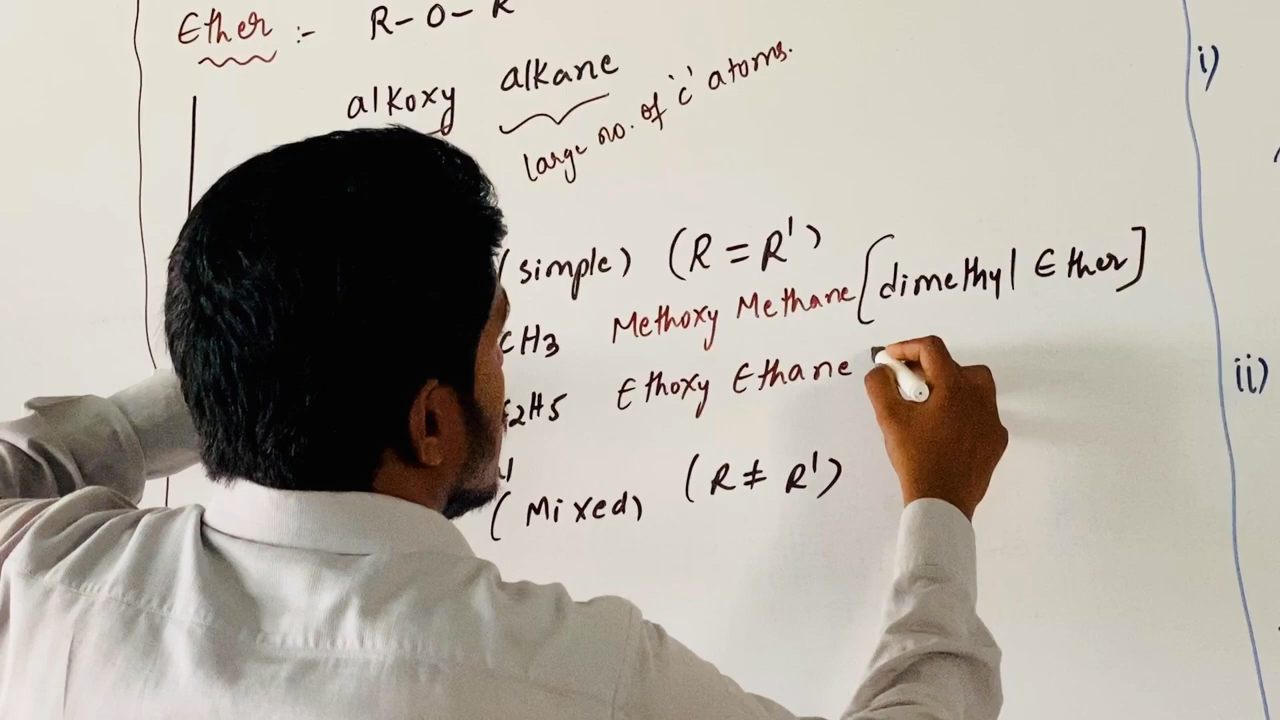 Ether :- R-O-R
alkoxy alkane
large no. of 'c' atoms.
(simple) (R = R')
CH3 Methoxy Methane [dimethyl Ether]
C2H5 Ethoxy Ethane
(Mixed) (R ≠ R')
i)
ii)